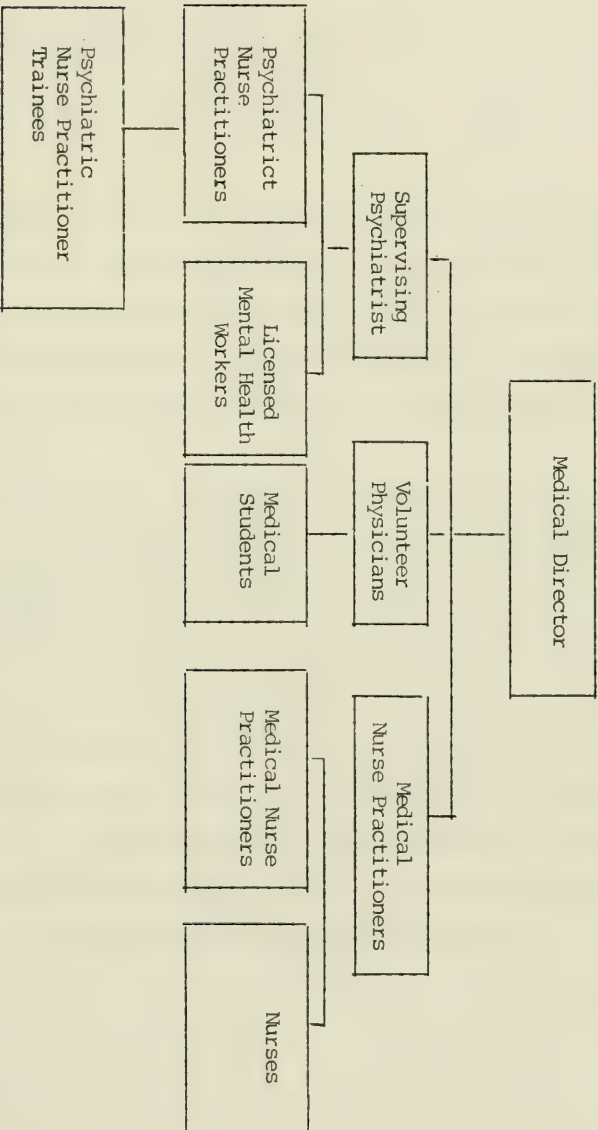 Medical Director
Supervising
Psychiatrist
Volunteer
Physicians
Medical
Nurse Practitioners
Psychiatrict
Nurse
Practitioners
Licensed
Mental Health
Workers
Medical
Students
Medical Nurse
Practitioners
Nurses
Psychiatric
Nurse Practitioner
Trainees